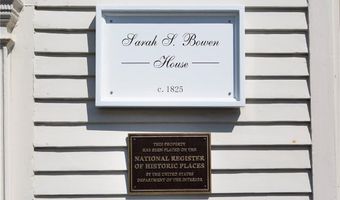 Sarah S. Bowen
House
c. 1825
THIS PROPERTY
HAS BEEN PLACED ON THE
NATIONAL REGISTER
OF HISTORIC PLACES
BY THE UNITED STATES
DEPARTMENT OF THE INTERIOR